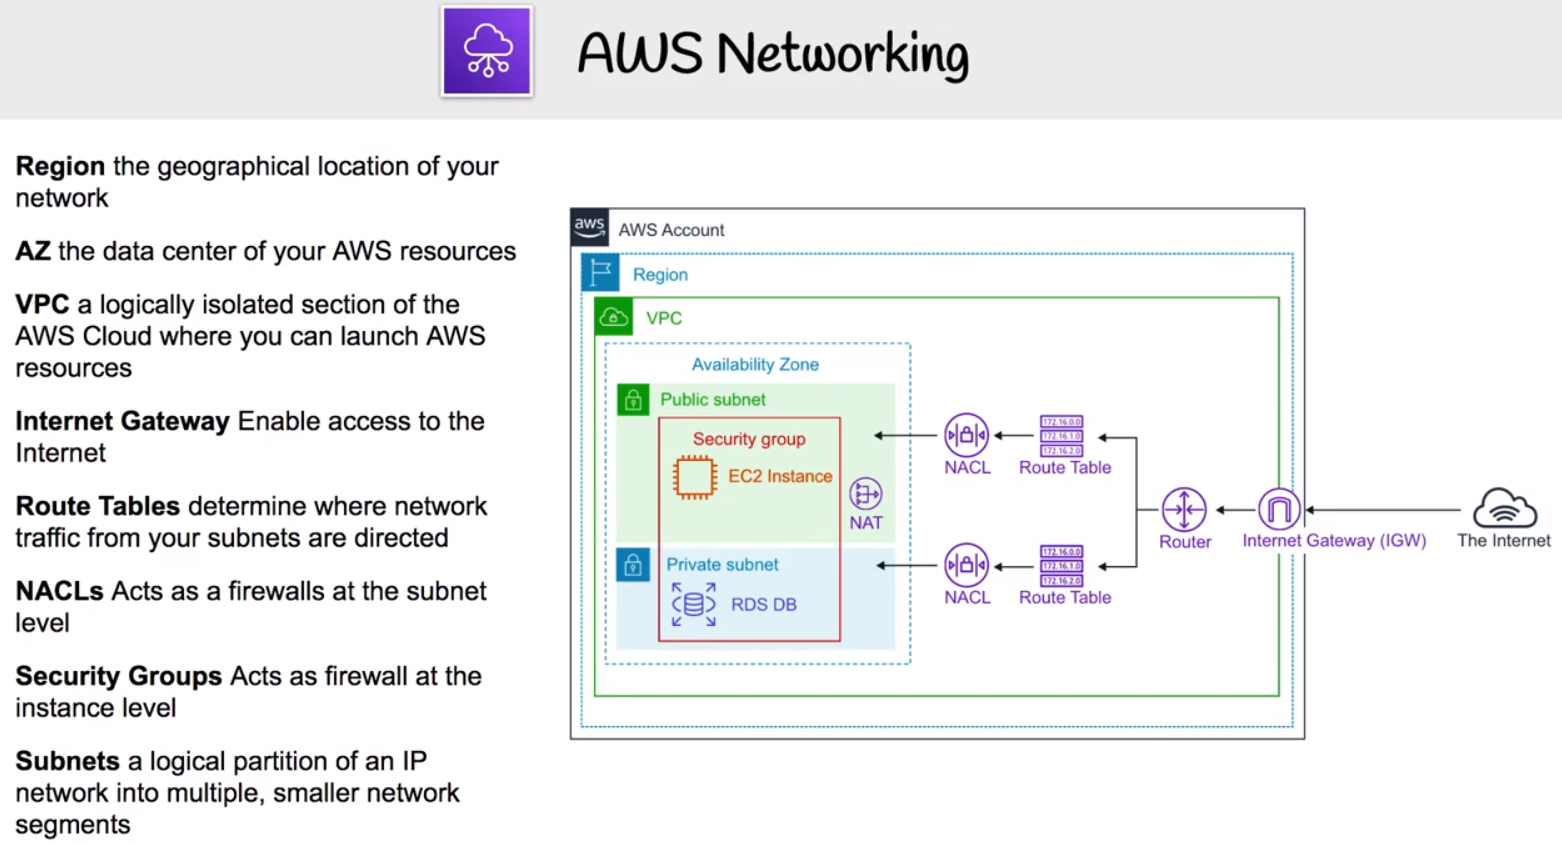 AWS Networking
Region the geographical location of your
network
AZ the data center of your AWS resources
VPC a logically isolated section of the
AWS Cloud where you can launch AWS
resources
Internet Gateway Enable access to the
Internet
Route Tables determine where network
traffic from your subnets are directed
NACLs Acts as a firewalls at the subnet
level
Security Groups Acts as firewall at the
instance level
Subnets a logical partition of an IP
network into multiple, smaller network
segments
aws
AWS Account
Region
VPC
Availability Zone
Public subnet
Security group
EC2 Instance
NAT
Private subnet
RDS DB
NACL
172.16.0.0
172.16.1.0
172.16.2.0
Route Table
NACL
172.16.0.0
172.16.1.0
172.16.2.0
Route Table
Router
Internet Gateway (IGW)
The Internet